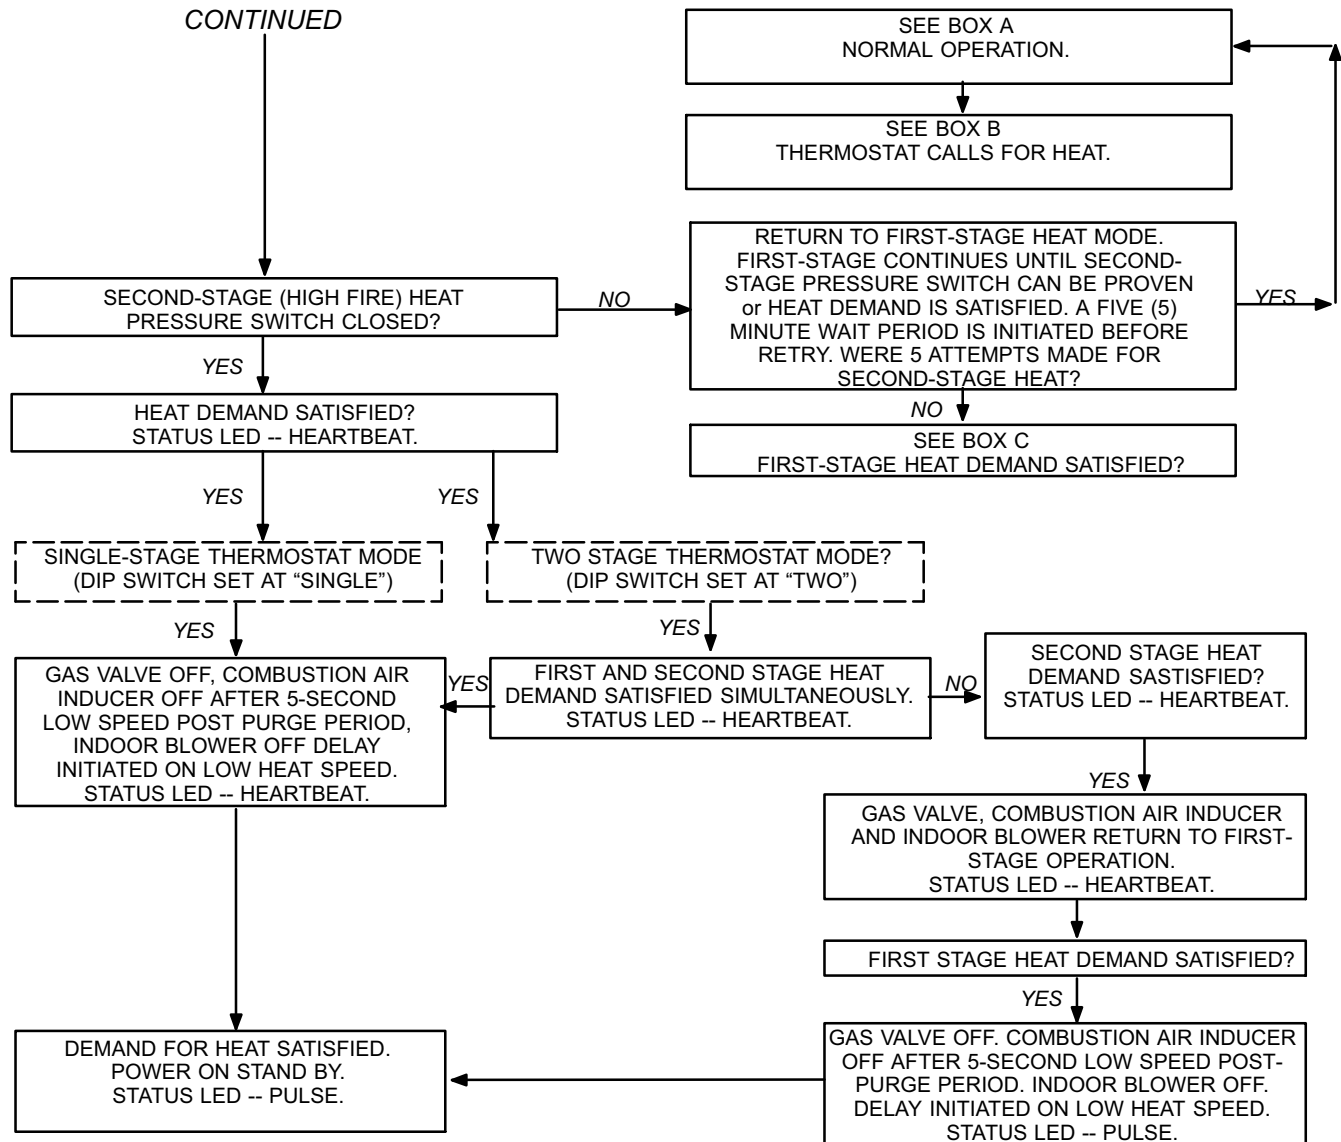 CONTINUED
SEE BOX A
NORMAL OPERATION.
SEE BOX B
THERMOSTAT CALLS FOR HEAT.
SECOND-STAGE (HIGH FIRE) HEAT
PRESSURE SWITCH CLOSED?
NO
RETURN TO FIRST-STAGE HEAT MODE.
FIRST-STAGE CONTINUES UNTIL SECOND-
STAGE PRESSURE SWITCH CAN BE PROVEN
or HEAT DEMAND IS SATISFIED. A FIVE (5)
MINUTE WAIT PERIOD IS INITIATED BEFORE
RETRY. WERE 5 ATTEMPTS MADE FOR
SECOND-STAGE HEAT?
YES
YES
NO
HEAT DEMAND SATISFIED?
STATUS LED -- HEARTBEAT.
SEE BOX C
FIRST-STAGE HEAT DEMAND SATISFIED?
YES
YES
SINGLE-STAGE THERMOSTAT MODE
(DIP SWITCH SET AT “SINGLE”)
TWO STAGE THERMOSTAT MODE?
(DIP SWITCH SET AT “TWO”)
YES
YES
GAS VALVE OFF, COMBUSTION AIR
INDUCER OFF AFTER 5-SECOND
LOW SPEED POST PURGE PERIOD,
INDOOR BLOWER OFF DELAY
INITIATED ON LOW HEAT SPEED.
STATUS LED -- HEARTBEAT.
YES
FIRST AND SECOND STAGE HEAT
DEMAND SATISFIED SIMULTANEOUSLY.
STATUS LED -- HEARTBEAT.
NO
SECOND STAGE HEAT
DEMAND SASTISFIED?
STATUS LED -- HEARTBEAT.
YES
GAS VALVE, COMBUSTION AIR INDUCER
AND INDOOR BLOWER RETURN TO FIRST-
STAGE OPERATION.
STATUS LED -- HEARTBEAT.
FIRST STAGE HEAT DEMAND SATISFIED?
YES
GAS VALVE OFF. COMBUSTION AIR INDUCER
OFF AFTER 5-SECOND LOW SPEED POST-
PURGE PERIOD. INDOOR BLOWER OFF.
DELAY INITIATED ON LOW HEAT SPEED.
STATUS LED -- PULSE.
DEMAND FOR HEAT SATISFIED.
POWER ON STAND BY.
STATUS LED -- PULSE.